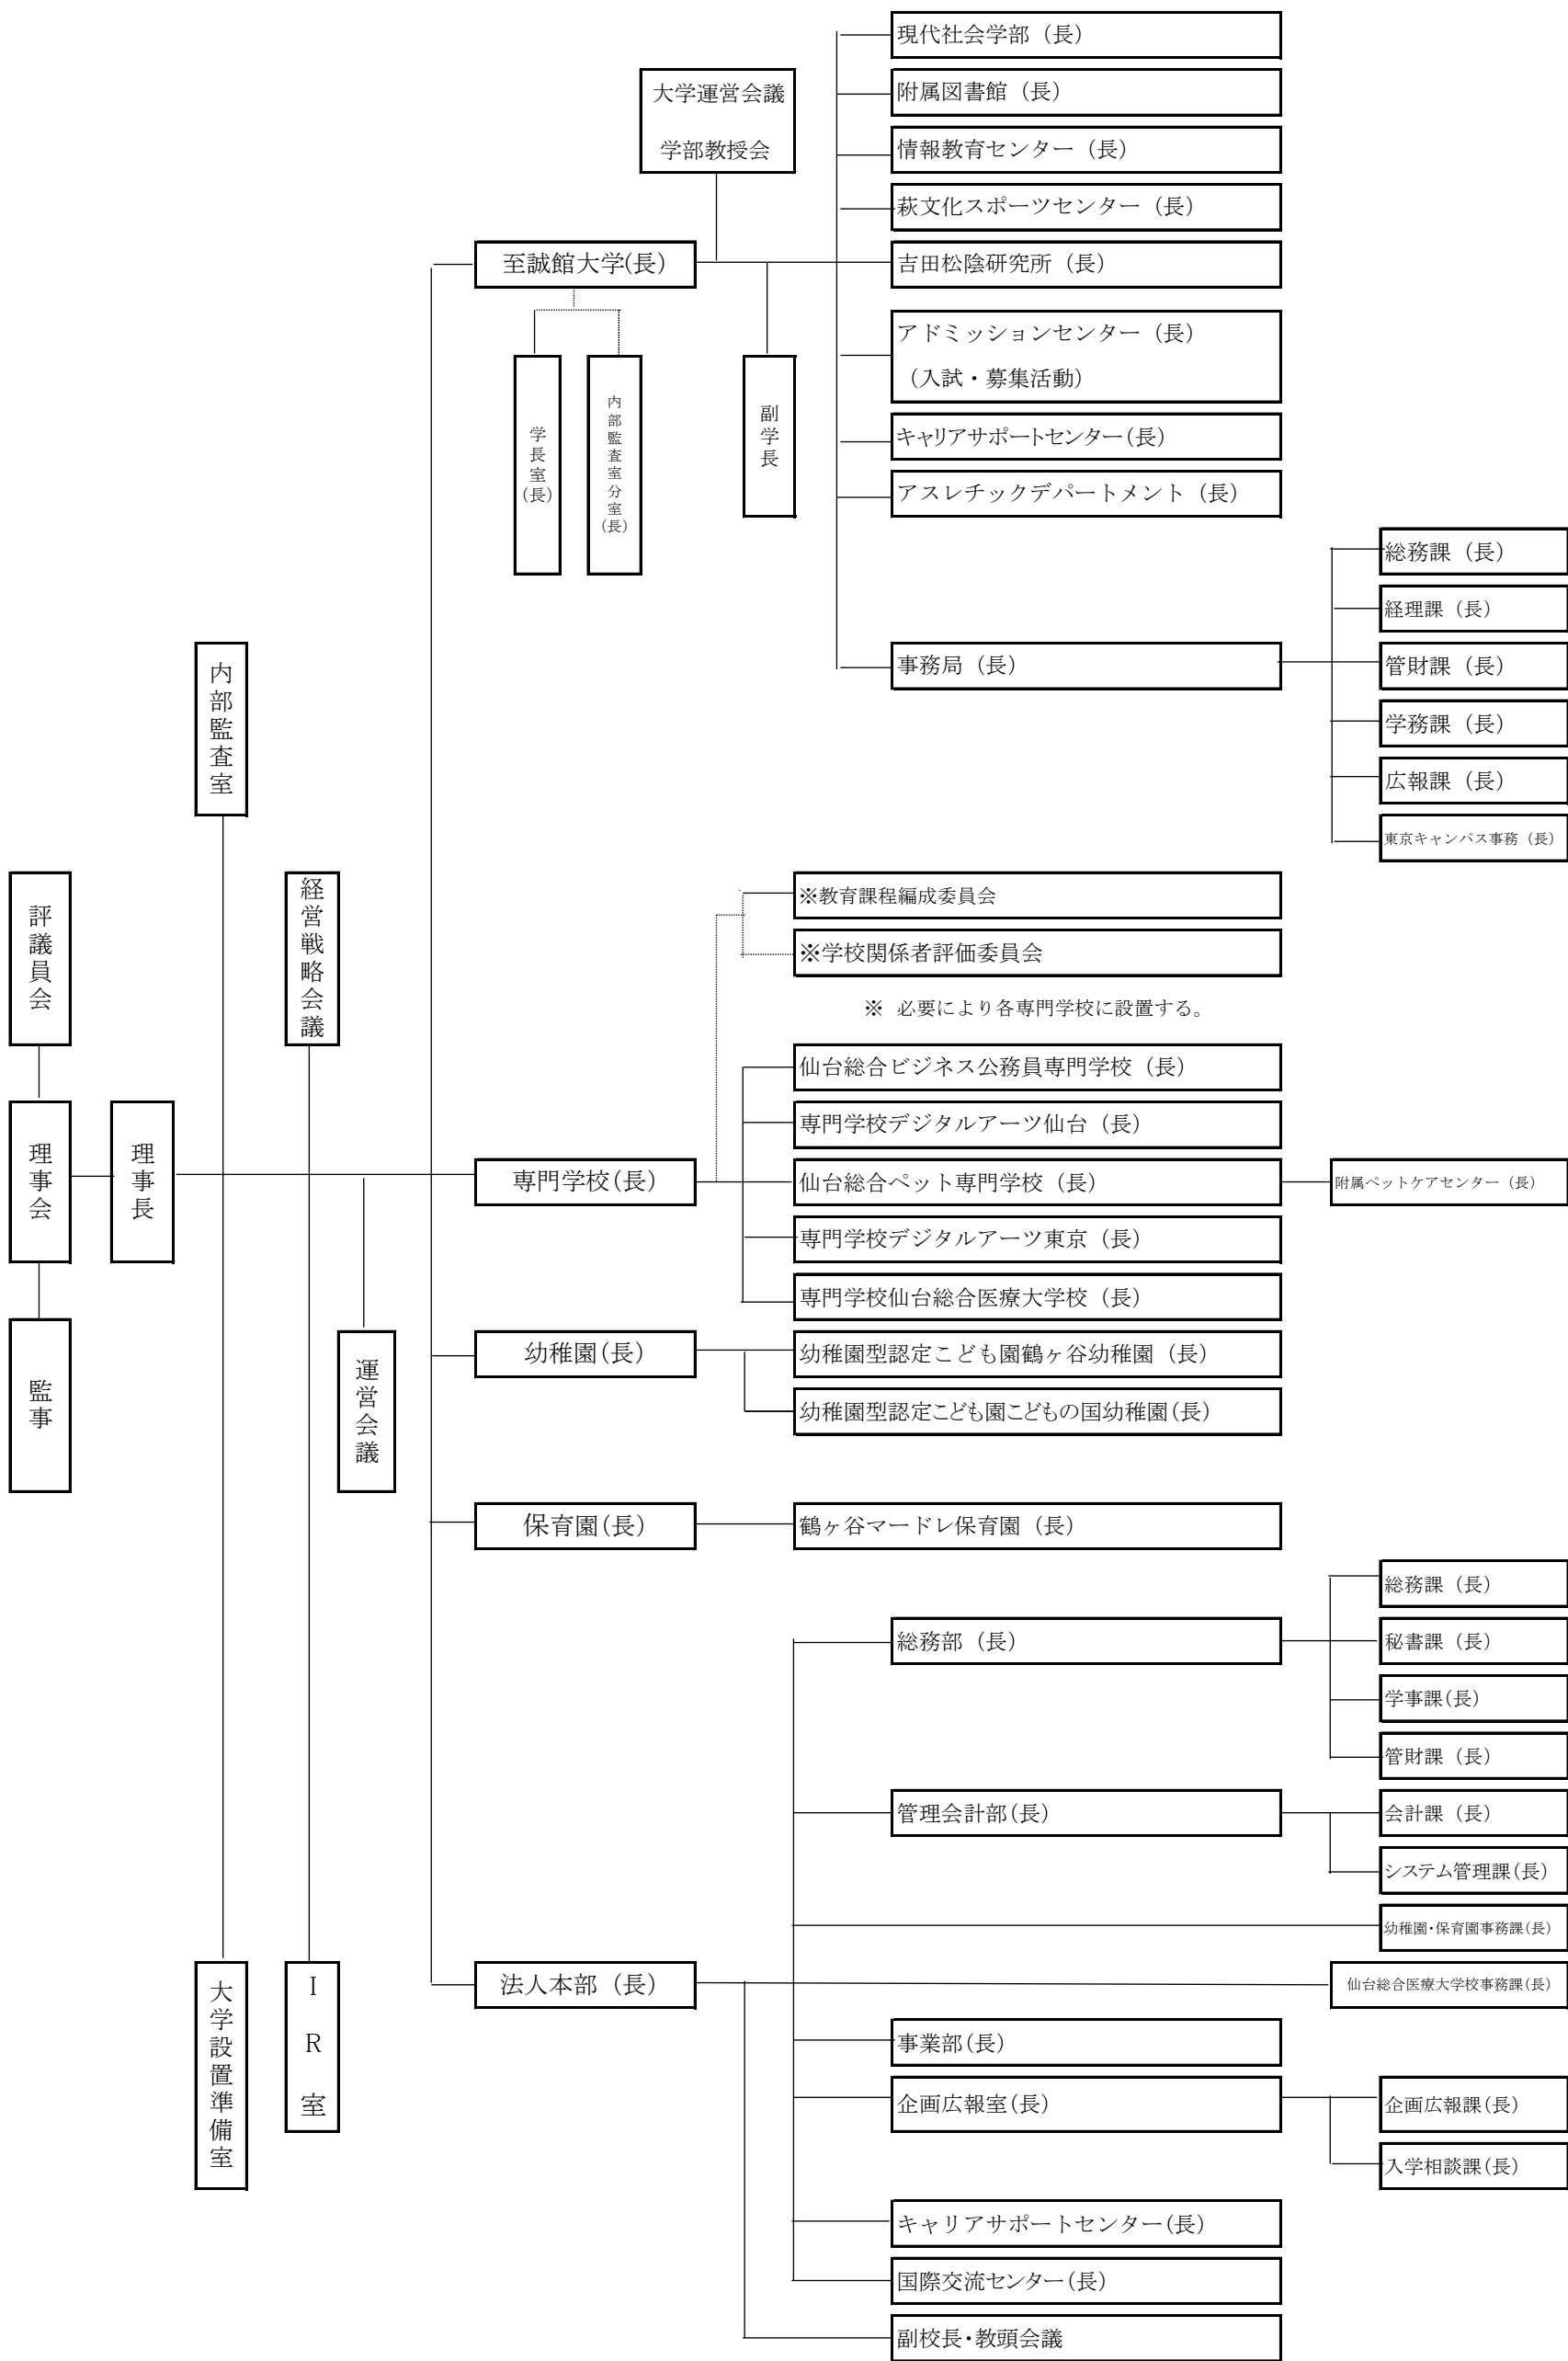 現代社会学部（長）
大学運営会議
学部教授会
附属図書館（長）
情報教育センター（長）
萩文化スポーツセンター（長）
至誠館大学(長)
吉田松陰研究所（長）
アドミッションセンター（長）
（入試・募集活動）
学長室(長)
内部監査室分室(長)
副学長
キャリアサポートセンター(長)
アスレチックデパートメント（長）
事務局（長）
総務課（長）
経理課（長）
管財課（長）
学務課（長）
広報課（長）
東京キャンパス事務（長）
内部監査室
経営戦略会議
評議員会
理事会
理事長
監事
運営会議
大学設置準備室
ＩＲ室
※教育課程編成委員会
※学校関係者評価委員会
※ 必要により各専門学校に設置する。
専門学校(長)
仙台総合ビジネス公務員専門学校（長）
専門学校デジタルアーツ仙台（長）
仙台総合ペット専門学校（長）
附属ペットケアセンター（長）
専門学校デジタルアーツ東京（長）
専門学校仙台総合医療大学校（長）
幼稚園(長)
幼稚園型認定こども園鶴ヶ谷幼稚園（長）
幼稚園型認定こども園こどもの国幼稚園(長)
保育園(長)
鶴ヶ谷マードレ保育園（長）
法人本部（長）
総務部（長）
総務課（長）
秘書課（長）
学事課(長)
管財課（長）
管理会計部(長)
会計課（長）
システム管理課(長)
幼稚園・保育園事務課(長)
仙台総合医療大学校事務課(長)
事業部(長)
企画広報室(長)
企画広報課(長)
入学相談課(長)
キャリアサポートセンター(長)
国際交流センター(長)
副校長・教頭会議